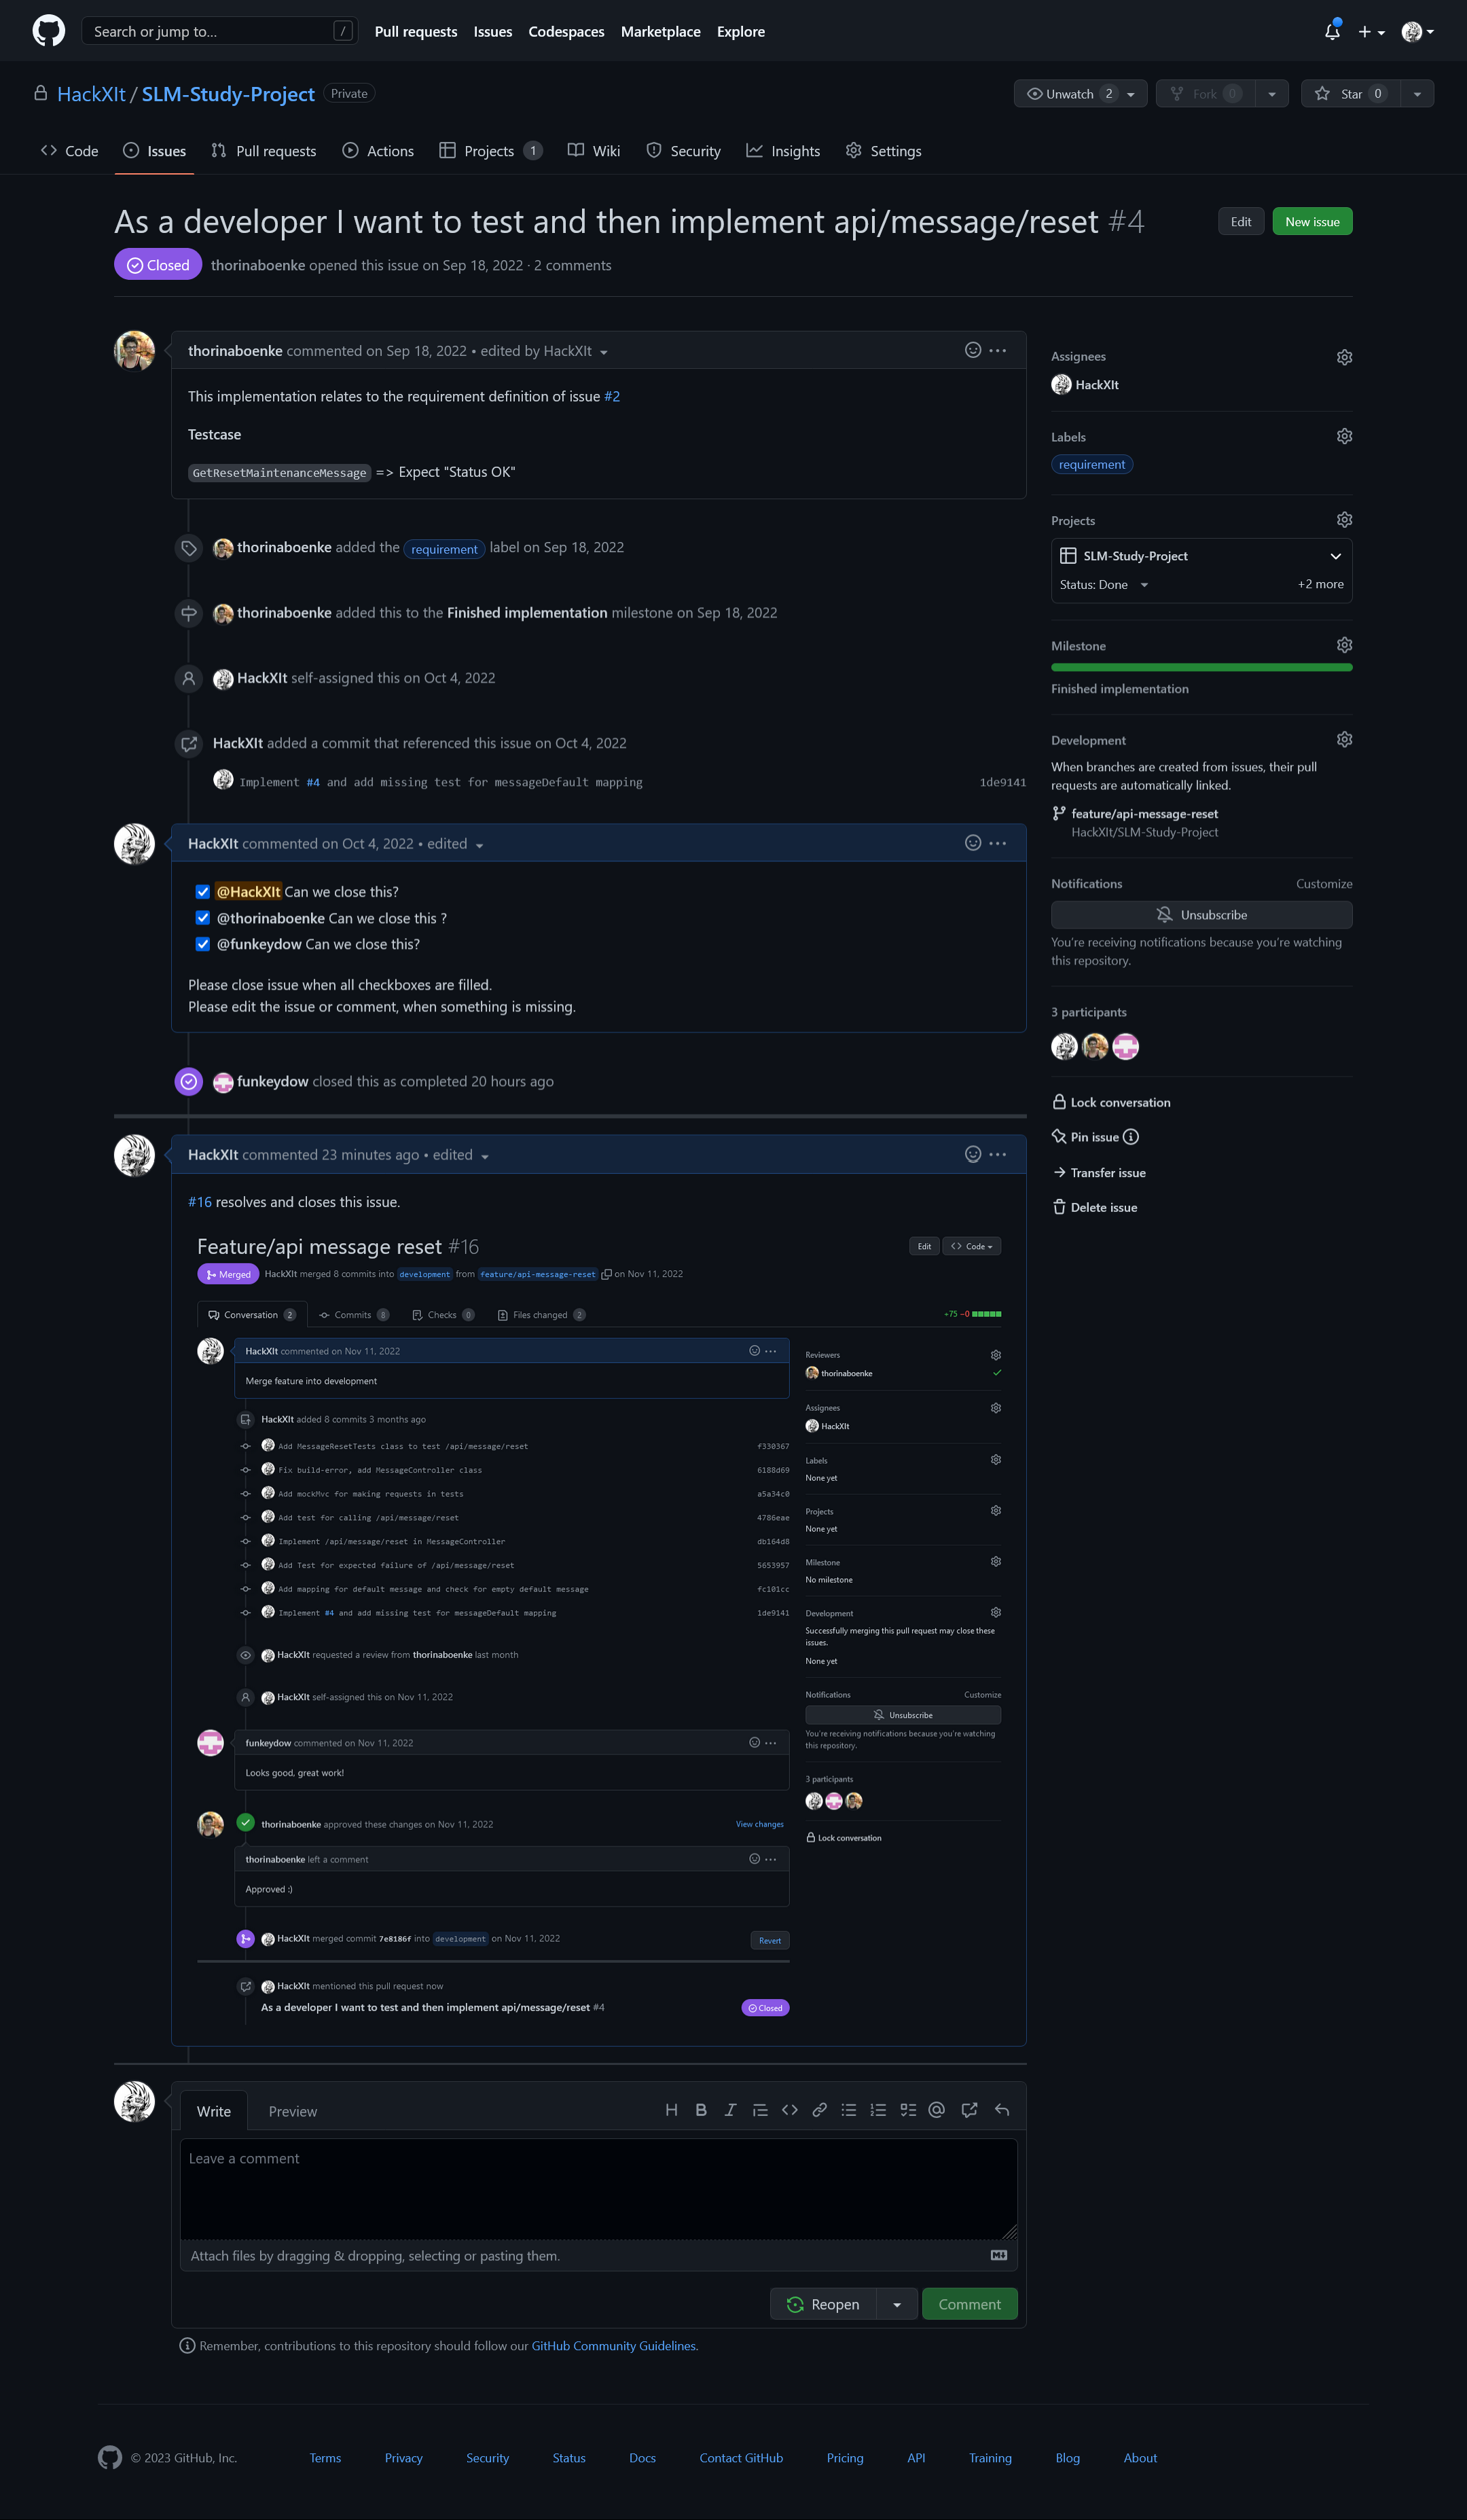 Search or jump to... /
Pull requests Issues Codespaces Marketplace Explore
HackXIt / SLM-Study-Project Private
Unwatch 2 Fork 0 Star 0
Code Issues Pull requests Actions Projects 1 Wiki Security Insights Settings
As a developer I want to test and then implement api/message/reset #4
Edit New issue
Closed thorinaboenke opened this issue on Sep 18, 2022 · 2 comments
thorinaboenke commented on Sep 18, 2022 • edited by HackXIt
This implementation relates to the requirement definition of issue #2
Testcase
GetResetMaintenanceMessage => Expect "Status OK"
thorinaboenke added the requirement label on Sep 18, 2022
thorinaboenke added this to the Finished implementation milestone on Sep 18, 2022
HackXIt self-assigned this on Oct 4, 2022
HackXIt added a commit that referenced this issue on Oct 4, 2022
Implement #4 and add missing test for messageDefault mapping 1de9141
HackXIt commented on Oct 4, 2022 • edited
@HackXIt Can we close this?
@thorinaboenke Can we close this ?
@funkeydow Can we close this?
Please close issue when all checkboxes are filled.
Please edit the issue or comment, when something is missing.
funkeydow closed this as completed 20 hours ago
HackXIt commented 23 minutes ago • edited
#16 resolves and closes this issue.
Feature/api message reset #16
Edit Code
Merged HackXIt merged 8 commits into development from feature/api-message-reset on Nov 11, 2022
Conversation 2 Commits 8 Checks 0 Files changed 2
+75 −0
HackXIt commented on Nov 11, 2022
Merge feature into development
HackXIt added 8 commits 3 months ago
Add MessageResetTests class to test /api/message/reset f330367
Fix build-error, add MessageController class 6188d69
Add mockMvc for making requests in tests a5a34c0
Add test for calling /api/message/reset 4786eae
Implement /api/message/reset in MessageController db164d8
Add Test for expected failure of /api/message/reset 5653957
Add mapping for default message and check for empty default message fc101cc
Implement #4 and add missing test for messageDefault mapping 1de9141
HackXIt requested a review from thorinaboenke last month
HackXIt self-assigned this on Nov 11, 2022
funkeydow commented on Nov 11, 2022
Looks good, great work!
thorinaboenke approved these changes on Nov 11, 2022
View changes
thorinaboenke left a comment
Approved :)
HackXIt merged commit 7e8186f into development on Nov 11, 2022
Revert
HackXIt mentioned this pull request now
As a developer I want to test and then implement api/message/reset #4
Closed
Reviewers
thorinaboenke
Assignees
HackXIt
Labels
None yet
Projects
None yet
Milestone
No milestone
Development
Successfully merging this pull request may close these
issues.
None yet
Notifications Customize
Unsubscribe
You're receiving notifications because you're watching
this repository.
3 participants
Lock conversation
Write Preview
Leave a comment
Attach files by dragging & dropping, selecting or pasting them.
Reopen Comment
Remember, contributions to this repository should follow our GitHub Community Guidelines.
Assignees
HackXIt
Labels
requirement
Projects
SLM-Study-Project
Status: Done +2 more
Milestone
Finished implementation
Development
When branches are created from issues, their pull
requests are automatically linked.
feature/api-message-reset
HackXIt/SLM-Study-Project
Notifications Customize
Unsubscribe
You're receiving notifications because you're watching
this repository.
3 participants
Lock conversation
Pin issue
Transfer issue
Delete issue
© 2023 GitHub, Inc. Terms Privacy Security Status Docs Contact GitHub Pricing API Training Blog About